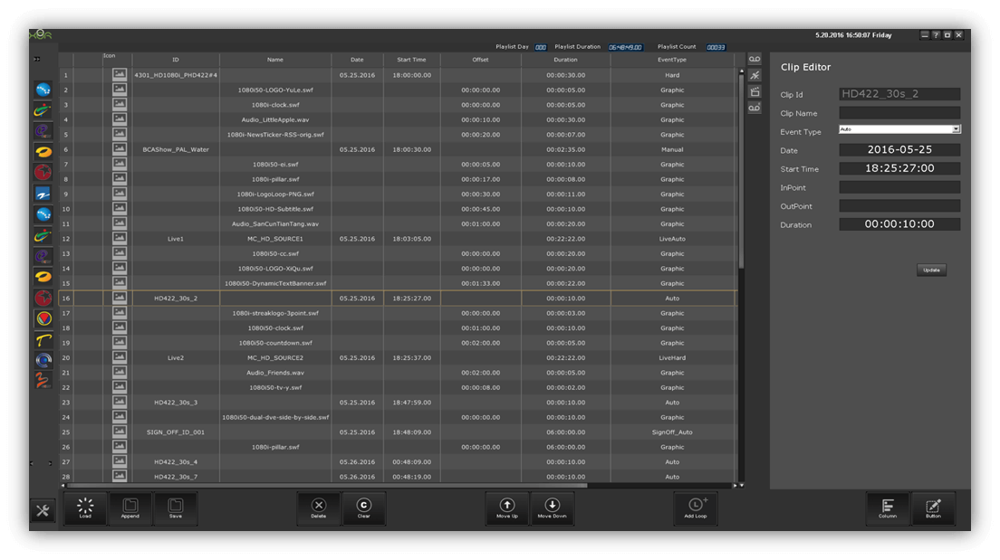 5.20.2016 16:50:07 Friday
Playlist Day 000 Playlist Duration 06:48:49.00 Playlist Count 00033
Icon ID Name Date Start Time Offset Duration EventType
1 4301_HD1080i_PHD422#4 05.25.2016 18:00:00.00 00:00:30.00 Hard
2 1080i50-LOGO-YuLe.swf 00:00:00.00 00:00:05.00 Graphic
3 1080i-clock.swf 00:00:00.00 00:00:05.00 Graphic
4 Audio_LittleApple.wav 00:00:10.00 00:00:30.00 Graphic
5 1080i-NewsTicker-RSS-orig.swf 00:00:20.00 00:00:07.00 Graphic
6 BCAShow_PAL_Water 05.25.2016 18:00:30.00 00:02:35.00 Manual
7 1080i50-ei.swf 00:00:05.00 00:00:10.00 Graphic
8 1080i-pillar.swf 00:00:17.00 00:00:08.00 Graphic
9 1080i-LogoLoop-PNG.swf 00:00:30.00 00:00:11.00 Graphic
10 1080i50-HD-Subtitle.swf 00:00:45.00 00:00:10.00 Graphic
11 Audio_SanCunTianTang.wav 00:01:00.00 00:00:20.00 Graphic
12 Live1 MC_HD_SOURCE1 05.25.2016 18:03:05.00 00:22:22.00 LiveAuto
13 1080i50-cc.swf 00:00:00.00 00:00:20.00 Graphic
14 1080i50-LOGO-XiQu.swf 00:00:00.00 00:00:20.00 Graphic
15 1080i50-DynamicTextBanner.swf 00:01:33.00 00:00:22.00 Graphic
16 HD422_30s_2 05.25.2016 18:25:27.00 00:00:10.00 Auto
17 1080i-streaklogo-3point.swf 00:00:00.00 00:00:03.00 Graphic
18 1080i50-clock.swf 00:01:00.00 00:00:10.00 Graphic
19 1080i50-countdown.swf 00:02:00.00 00:00:05.00 Graphic
20 Live2 MC_HD_SOURCE2 05.25.2016 18:25:37.00 00:22:22.00 LiveHard
21 Audio_Friends.wav 00:02:00.00 00:00:05.00 Graphic
22 1080i50-tv-y.swf 00:00:08.00 00:00:02.00 Graphic
23 HD422_30s_3 05.25.2016 18:47:59.00 00:00:10.00 Auto
24 1080i50-dual-dve-side-by-side.swf 00:00:00.00 00:00:10.00 Graphic
25 SIGN_OFF_ID_001 05.25.2016 18:48:09.00 06:00:00.00 SignOff_Auto
26 1080i-pillar.swf 00:00:00.00 06:00:00.00 Graphic
27 HD422_30s_4 05.26.2016 00:48:09.00 00:00:10.00 Auto
28 HD422_30s_7 05.26.2016 00:48:19.00 00:00:10.00 Auto
Clip Editor
Clip Id HD422_30s_2
Clip Name
Event Type Auto
Date 2016-05-25
Start Time 18:25:27:00
InPoint
OutPoint
Duration 00:00:10:00
Update
Load Append Save Delete Clear Move Up Move Down Add Loop Column Button